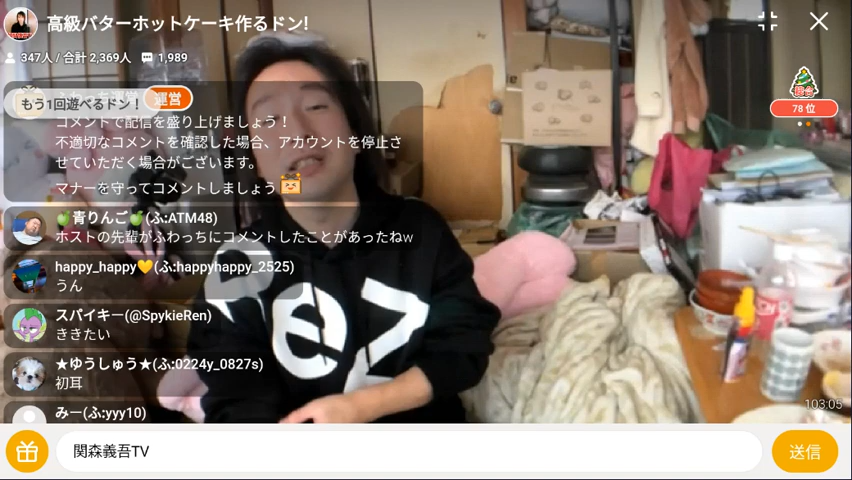 高級バターホットケーキ作るドン!
347人 / 合計 2,369人 1,989
ふわっち運営 運営
もう1回遊べるドン！
コメントで配信を盛り上げましょう！
不適切なコメントを確認した場合、アカウントを停止さ
せていただく場合がございます。
マナーを守ってコメントしましょう
総合
78 位
🍏青りんご🍏(ふ:ATM48)
ホストの先輩がふわっちにコメントしたことがあったねw
happy_happy💛(ふ:happyhappy_2525)
うん
スパイキー(@SpykieRen)
ききたい
★ゆうしゅう★(ふ:0224y_0827s)
初耳
みー(ふ:yyy10)
PeZ
103:05
関森義吾TV
送信